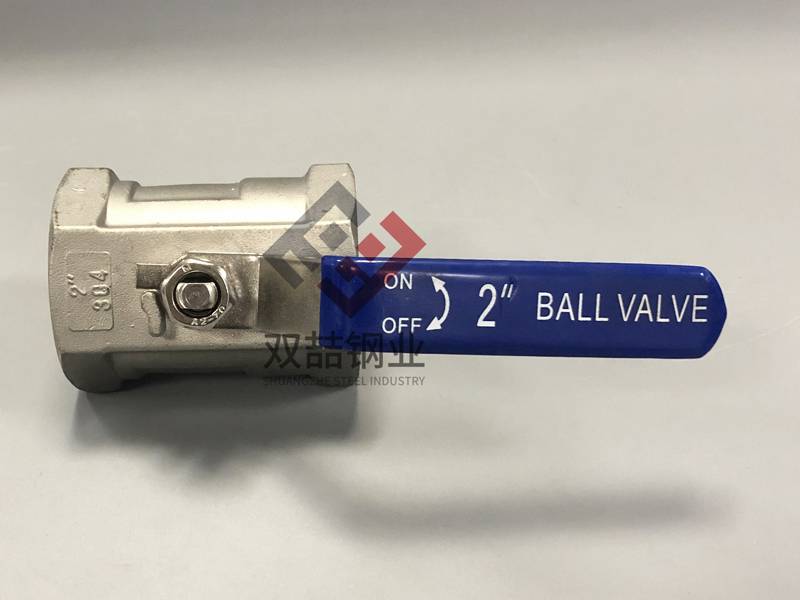 2"
304
A2-70
ON
OFF
2" BALL VALVE
双喆钢业
SHUANGZHE STEEL INDUSTRY